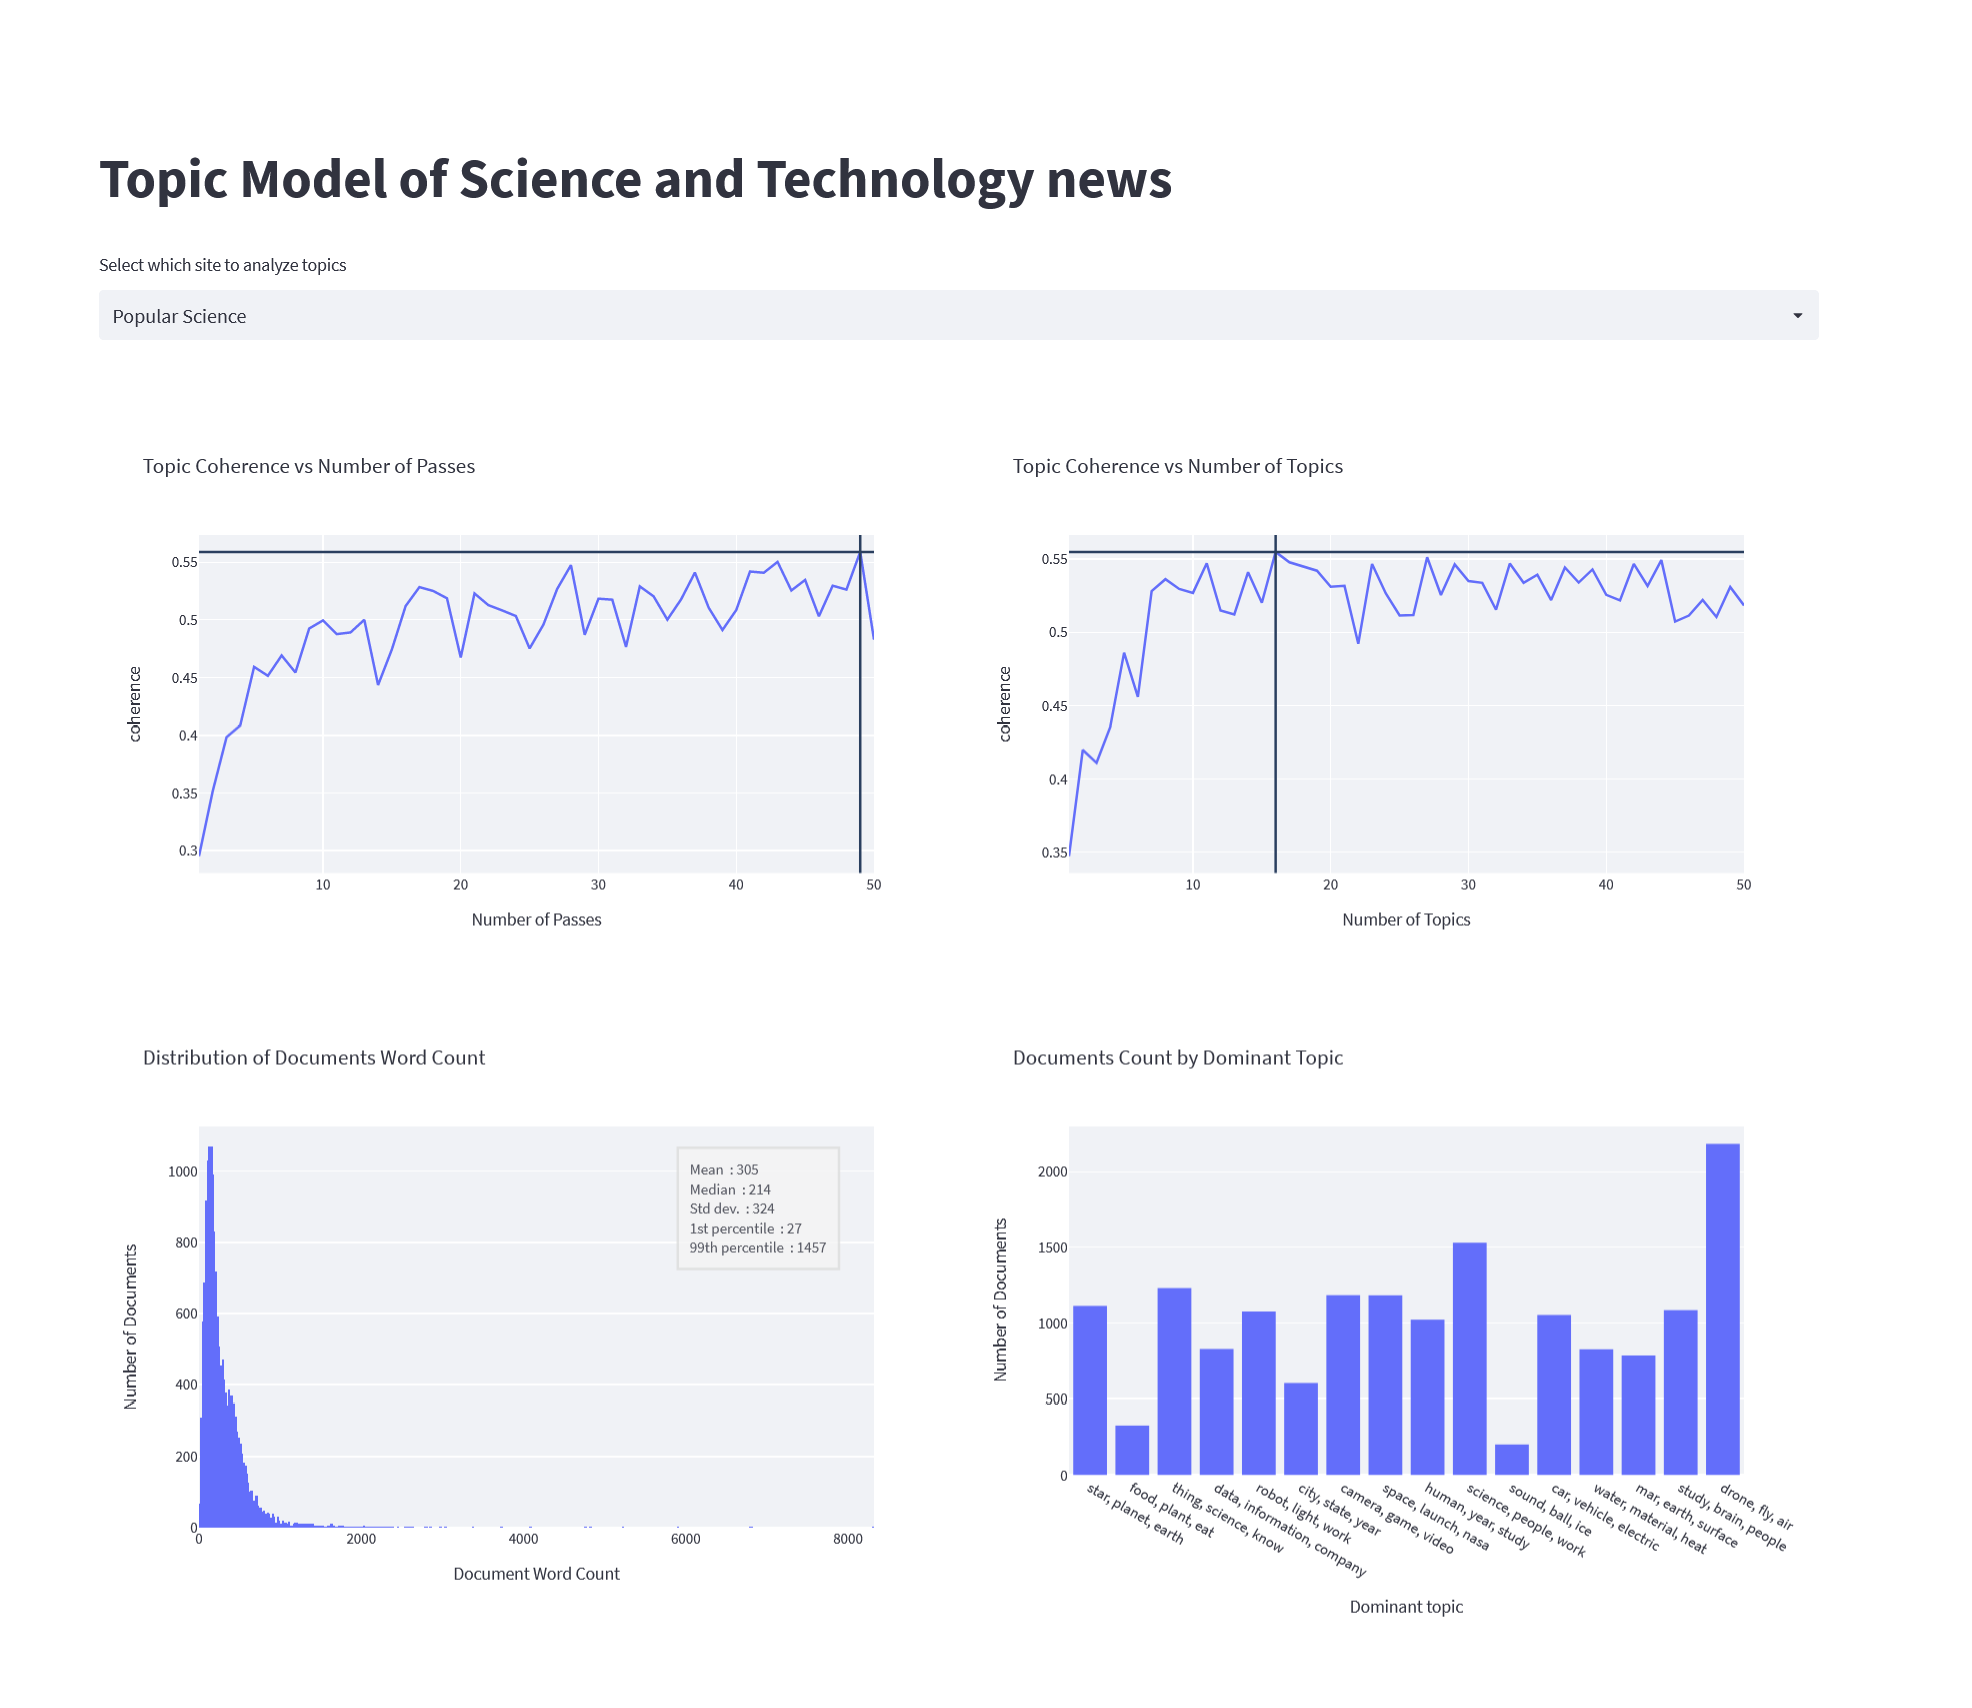 Topic Model of Science and Technology news
Select which site to analyze topics
Popular Science
Topic Coherence vs Number of Passes
0.55
0.5
0.45
0.4
0.35
0.3
coherence
10 20 30 40 50
Number of Passes
Topic Coherence vs Number of Topics
0.55
0.5
0.45
0.4
0.35
coherence
10 20 30 40 50
Number of Topics
Distribution of Documents Word Count
Mean : 305
Median : 214
Std dev. : 324
1st percentile : 27
99th percentile : 1457
1000
800
600
400
200
0
Number of Documents
0 2000 4000 6000 8000
Document Word Count
Documents Count by Dominant Topic
2000
1500
1000
500
0
Number of Documents
star, planet, earth
food, plant, eat
thing, science, know
data, information, company
robot, light, work
city, state, year
camera, game, video
space, launch, nasa
human, year, study
science, people, work
sound, ball, ice
car, vehicle, electric
water, material, heat
mar, earth, surface
study, brain, people
drone, fly, air
Dominant topic